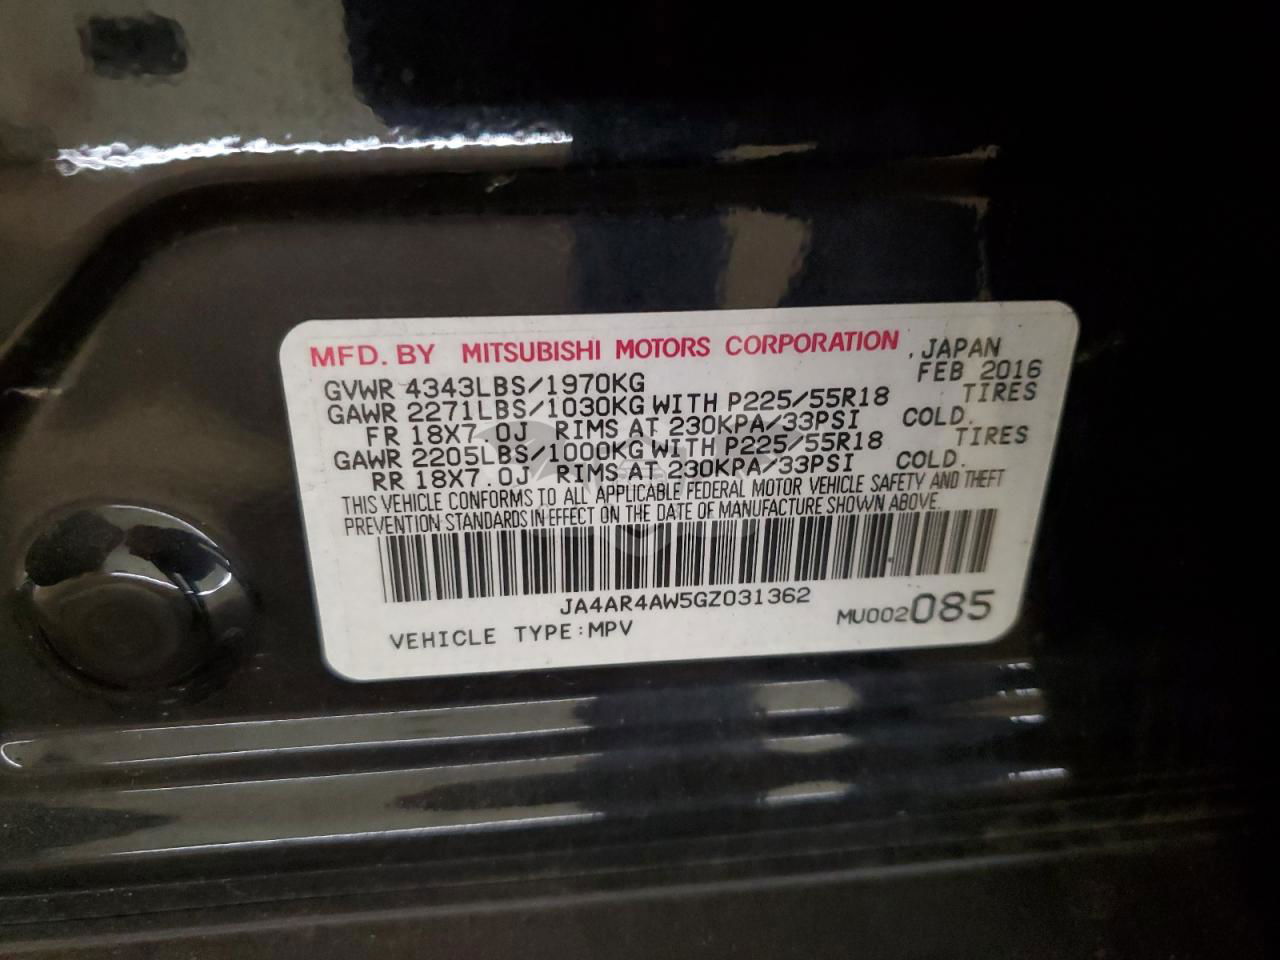 MFD. BY MITSUBISHI MOTORS CORPORATION , JAPAN
GVWR 4343LBS/1970KG FEB 2016
GAWR 2271LBS/1030KG WITH P225/55R18 TIRES
FR 18X7.0J RIMS AT 230KPA/33PSI COLD.
GAWR 2205LBS/1000KG WITH P225/55R18 TIRES
RR 18X7.0J RIMS AT 230KPA/33PSI COLD.
THIS VEHICLE CONFORMS TO ALL APPLICABLE FEDERAL MOTOR VEHICLE SAFETY AND THEFT
PREVENTION STANDARDS IN EFFECT ON THE DATE OF MANUFACTURE SHOWN ABOVE.
JA4AR4AW5GZ031362
VEHICLE TYPE:MPV MU002085